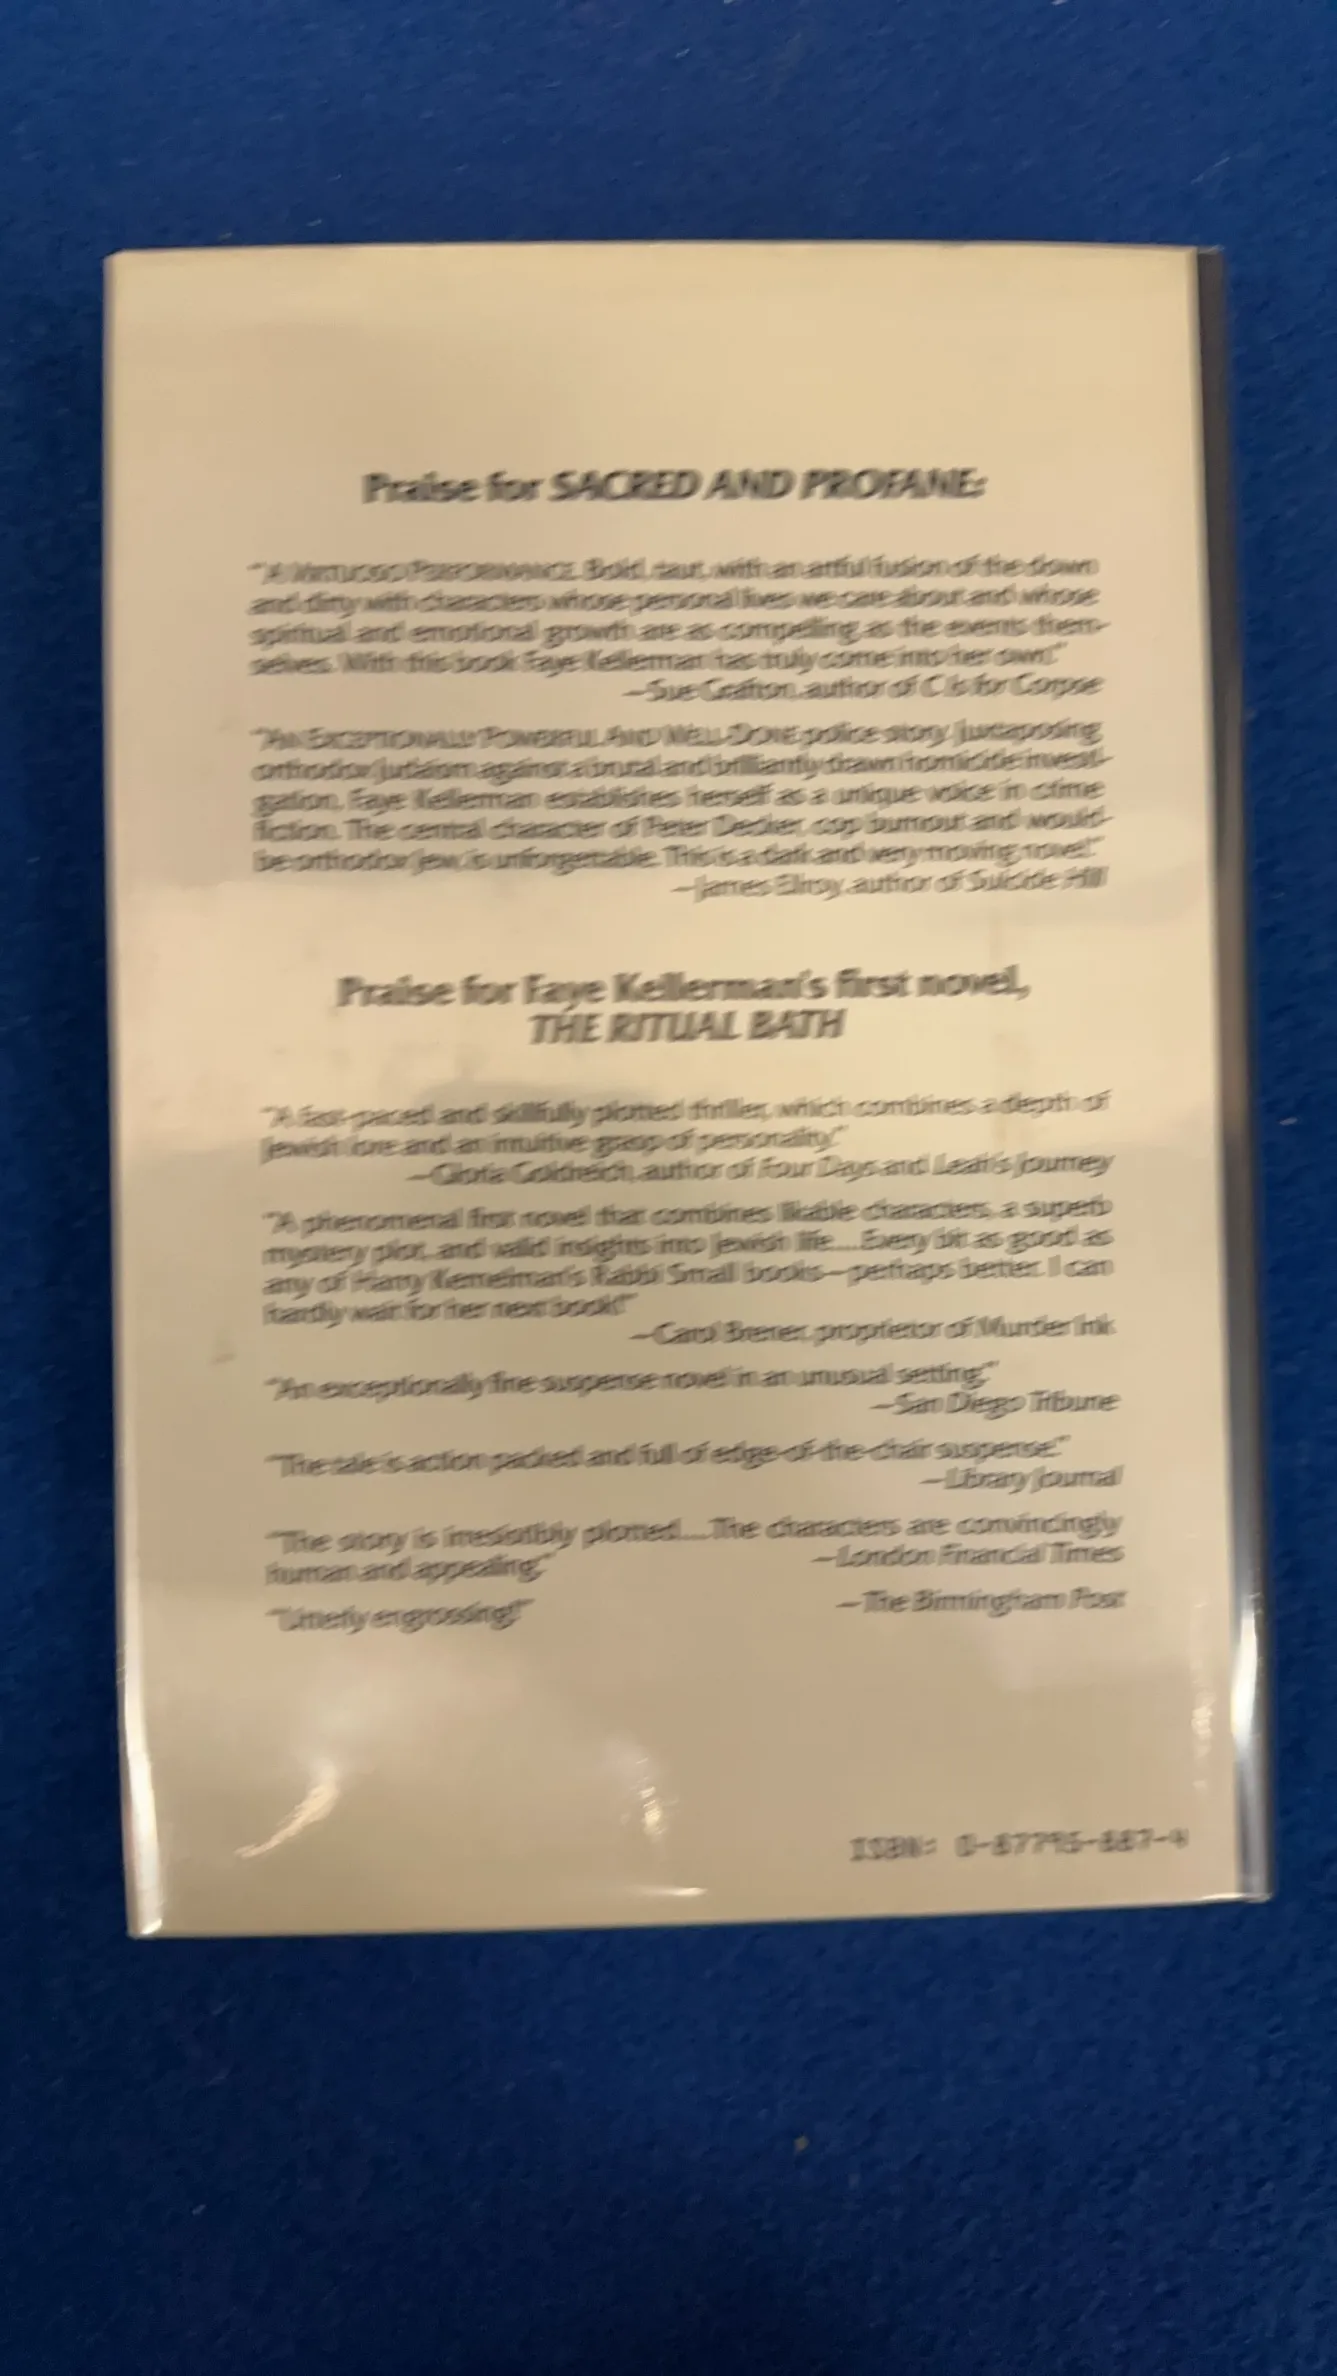 Praise for SACRED AND PROFANE:
"A VIRTUOSO PERFORMANCE. Bold, taut, with an artful fusion of the down
and dirty with characters whose personal lives we care about and whose
spiritual and emotional growth are as compelling as the events them-
selves. With this book Faye Kellerman has truly come into her own."
—Sue Grafton, author of C Is for Corpse
"AN EXCEPTIONALLY POWERFUL AND WELL-DONE police story. Juxtaposing
orthodox Judaism against a brutal and brilliantly drawn homicide investi-
gation, Faye Kellerman establishes herself as a unique voice in crime
fiction. The central character of Peter Decker, cop burnout and would-
be orthodox Jew, is unforgettable. This is a dark and very moving novel."
—James Ellroy, author of Suicide Hill
Praise for Faye Kellerman's first novel,
THE RITUAL BATH
"A fast-paced and skillfully plotted thriller, which combines a depth of
Jewish lore and an intuitive grasp of personality."
—Gloria Goldreich, author of Four Days and Leah's Journey
"A phenomenal first novel that combines likable characters, a superb
mystery plot, and valid insights into Jewish life....Every bit as good as
any of Harry Kemelman's Rabbi Small books—perhaps better. I can
hardly wait for her next book!"
—Carol Brener, proprietor of Murder Ink
"An exceptionally fine suspense novel in an unusual setting."
—San Diego Tribune
"The tale is action packed and full of edge-of-the-chair suspense."
—Library Journal
"The story is irresistibly plotted....The characters are convincingly
human and appealing." —London Financial Times
"Utterly engrossing!" —The Birmingham Post
ISBN: 0-87795-887-4